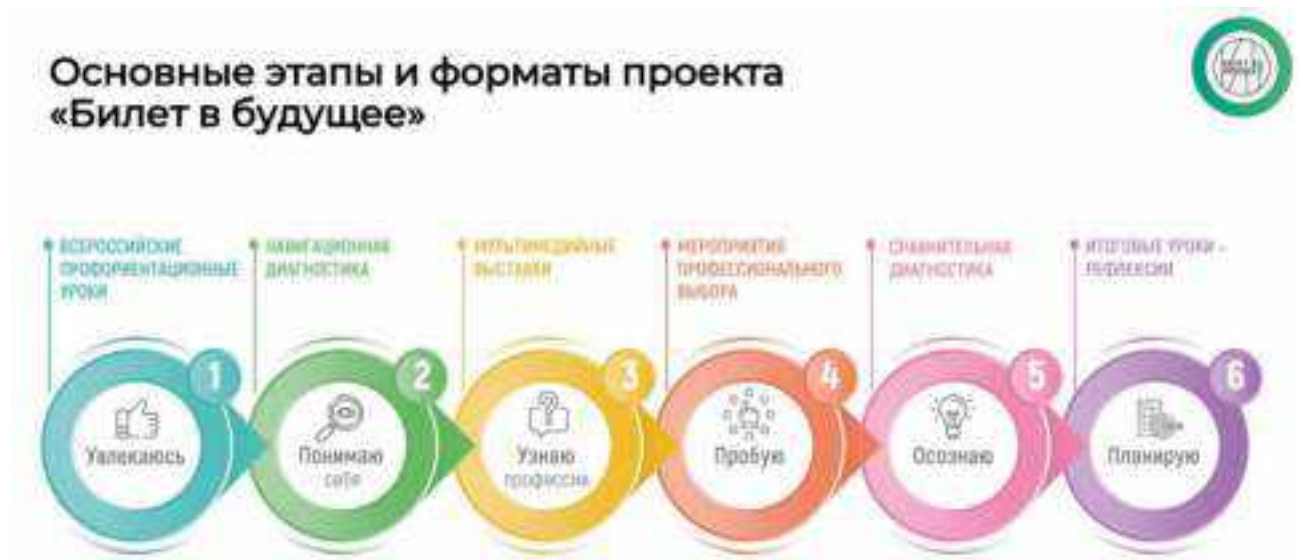 Основные этапы и форматы проекта
«Билет в будущее»
ВСЕРОССИЙСКИЕ
ПРОФОРИЕНТАЦИОННЫЕ
УРОКИ
НАВИГАЦИОННАЯ
ДИАГНОСТИКА
МУЛЬТИМЕДИЙНЫЕ
ВЫСТАВКИ
МЕРОПРИЯТИЯ
ПРОФЕССИОНАЛЬНОГО
ВЫБОРА
СРАВНИТЕЛЬНАЯ
ДИАГНОСТИКА
ИТОГОВЫЕ УРОКИ –
РЕФЛЕКСИИ
1
Увлекаюсь
2
Понимаю
себя
3
Узнаю
профессии
4
Пробую
5
Осознаю
6
Планирую